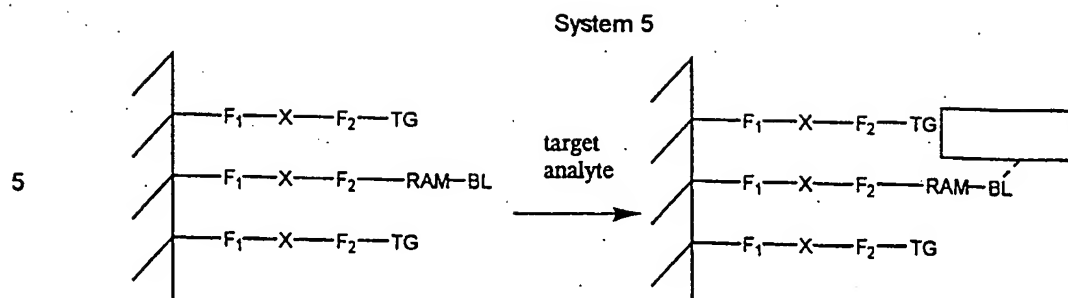 System 5
F₁—X—F₂—TG F₁—X—F₂—TG
target
analyte
5 F₁—X—F₂—RAM—BL F₁—X—F₂—RAM—BL
F₁—X—F₂—TG F₁—X—F₂—TG